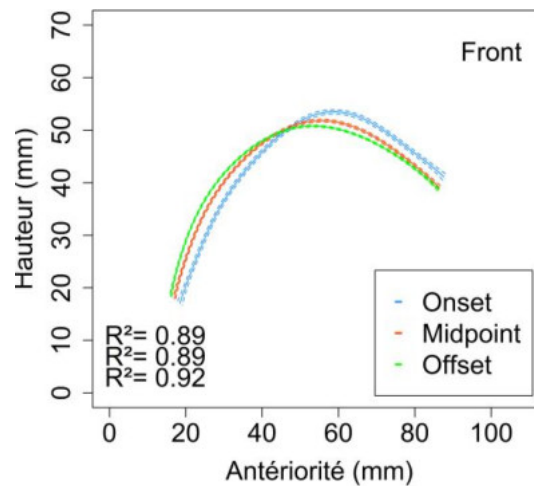 70
60
50
40
30
20
10
0
Hauteur (mm)
Front
Onset
Midpoint
Offset
R²= 0.89
R²= 0.89
R²= 0.92
0 20 40 60 80 100
Antériorité (mm)